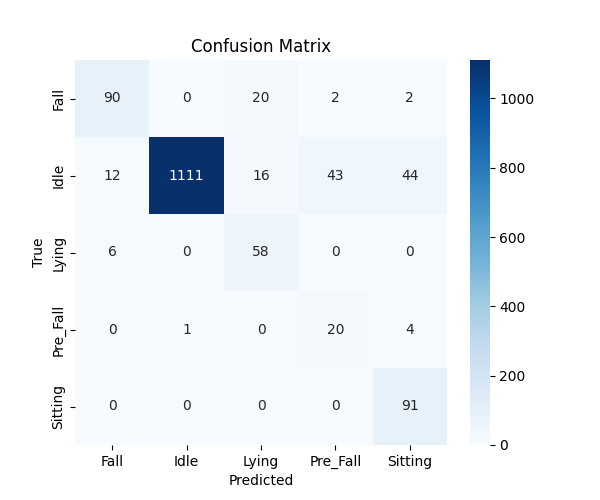 Confusion Matrix
True
Fall 90 0 20 2 2
Idle 12 1111 16 43 44
Lying 6 0 58 0 0
Pre_Fall 0 1 0 20 4
Sitting 0 0 0 0 91
Fall Idle Lying Pre_Fall Sitting
Predicted
1000
800
600
400
200
0